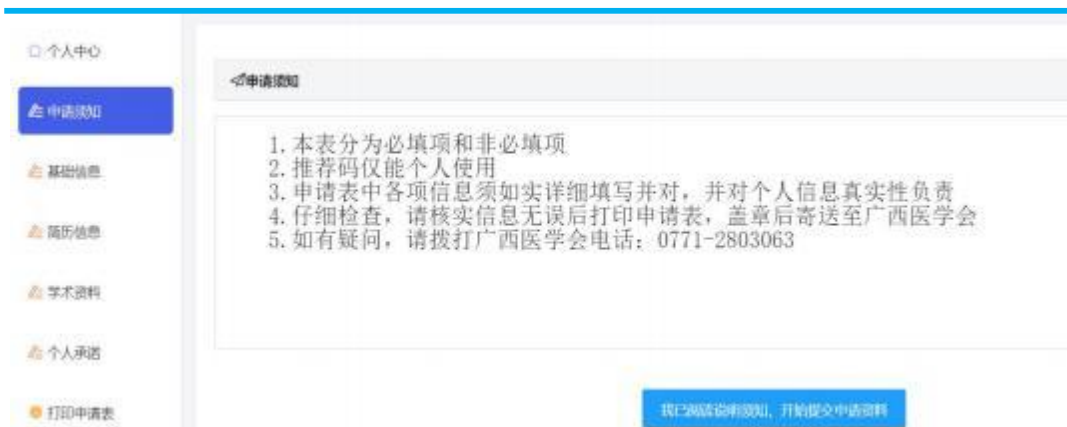 个人中心
申请须知
申请须知
基础信息
简历信息
学术资料
个人承诺
打印申请表
1. 本表分为必填项和非必填项
2. 推荐码仅能个人使用
3. 申请表中各项信息须如实详细填写并对，并对个人信息真实性负责
4. 仔细检查，请核实信息无误后打印申请表，盖章后寄送至广西医学会
5. 如有疑问，请拨打广西医学会电话：0771-2803063
我已阅读说明须知，开始提交申请资料